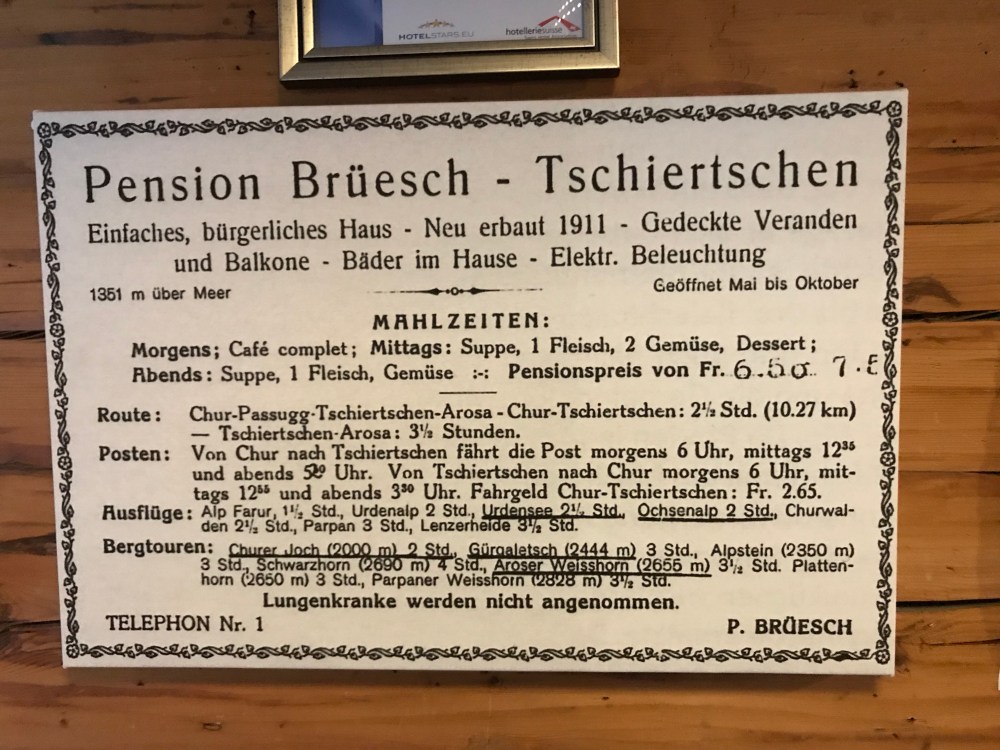 HOTELSTARS.EU hotelleriesuisse
Pension Brüesch - Tschiertschen
Einfaches, bürgerliches Haus - Neu erbaut 1911 - Gedeckte Veranden
und Balkone - Bäder im Hause - Elektr. Beleuchtung
1351 m über Meer Geöffnet Mai bis Oktober
MAHLZEITEN:
Morgens; Café complet; Mittags: Suppe, 1 Fleisch, 2 Gemüse, Dessert;
Abends: Suppe, 1 Fleisch, Gemüse :-: Pensionspreis von Fr. 6.50 7.5
Route: Chur-Passugg-Tschiertschen-Arosa - Chur-Tschiertschen: 2½ Std. (10.27 km)
— Tschiertschen-Arosa: 3½ Stunden.
Posten: Von Chur nach Tschiertschen fährt die Post morgens 6 Uhr, mittags 12³⁵
und abends 5²⁰ Uhr. Von Tschiertschen nach Chur morgens 6 Uhr, mit-
tags 12⁵⁵ und abends 3⁵⁰ Uhr. Fahrgeld Chur-Tschiertschen: Fr. 2.65.
Ausflüge: Alp Farur, 1½ Std., Urdenalp 2 Std., Urdensee 2½ Std., Ochsenalp 2 Std., Churwal-
den 2½ Std., Parpan 3 Std., Lenzerheide 3½ Std.
Bergtouren: Churer Joch (2000 m) 2 Std., Gürgaletsch (2444 m) 3 Std., Alpstein (2350 m)
3 Std., Schwarzhorn (2690 m) 4 Std., Aroser Weisshorn (2655 m) 3½ Std. Platten-
horn (2650 m) 3 Std., Parpaner Weisshorn (2828 m) 3½ Std.
Lungenkranke werden nicht angenommen.
TELEPHON Nr. 1 P. BRÜESCH